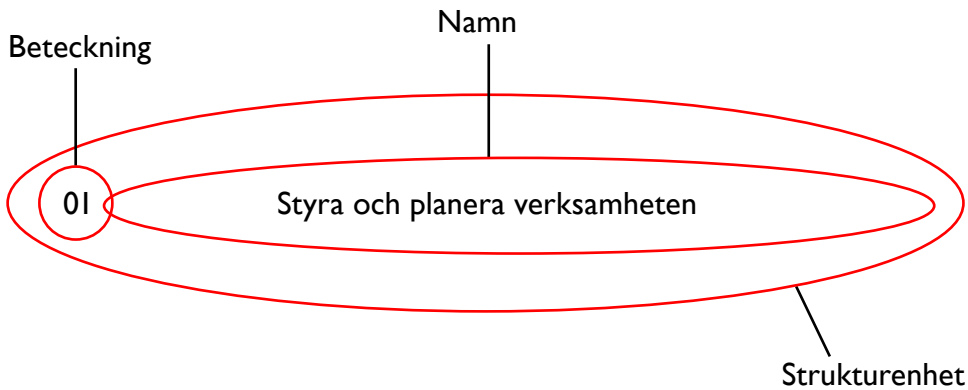 Namn
Beteckning
01 Styra och planera verksamheten
Strukturenhet